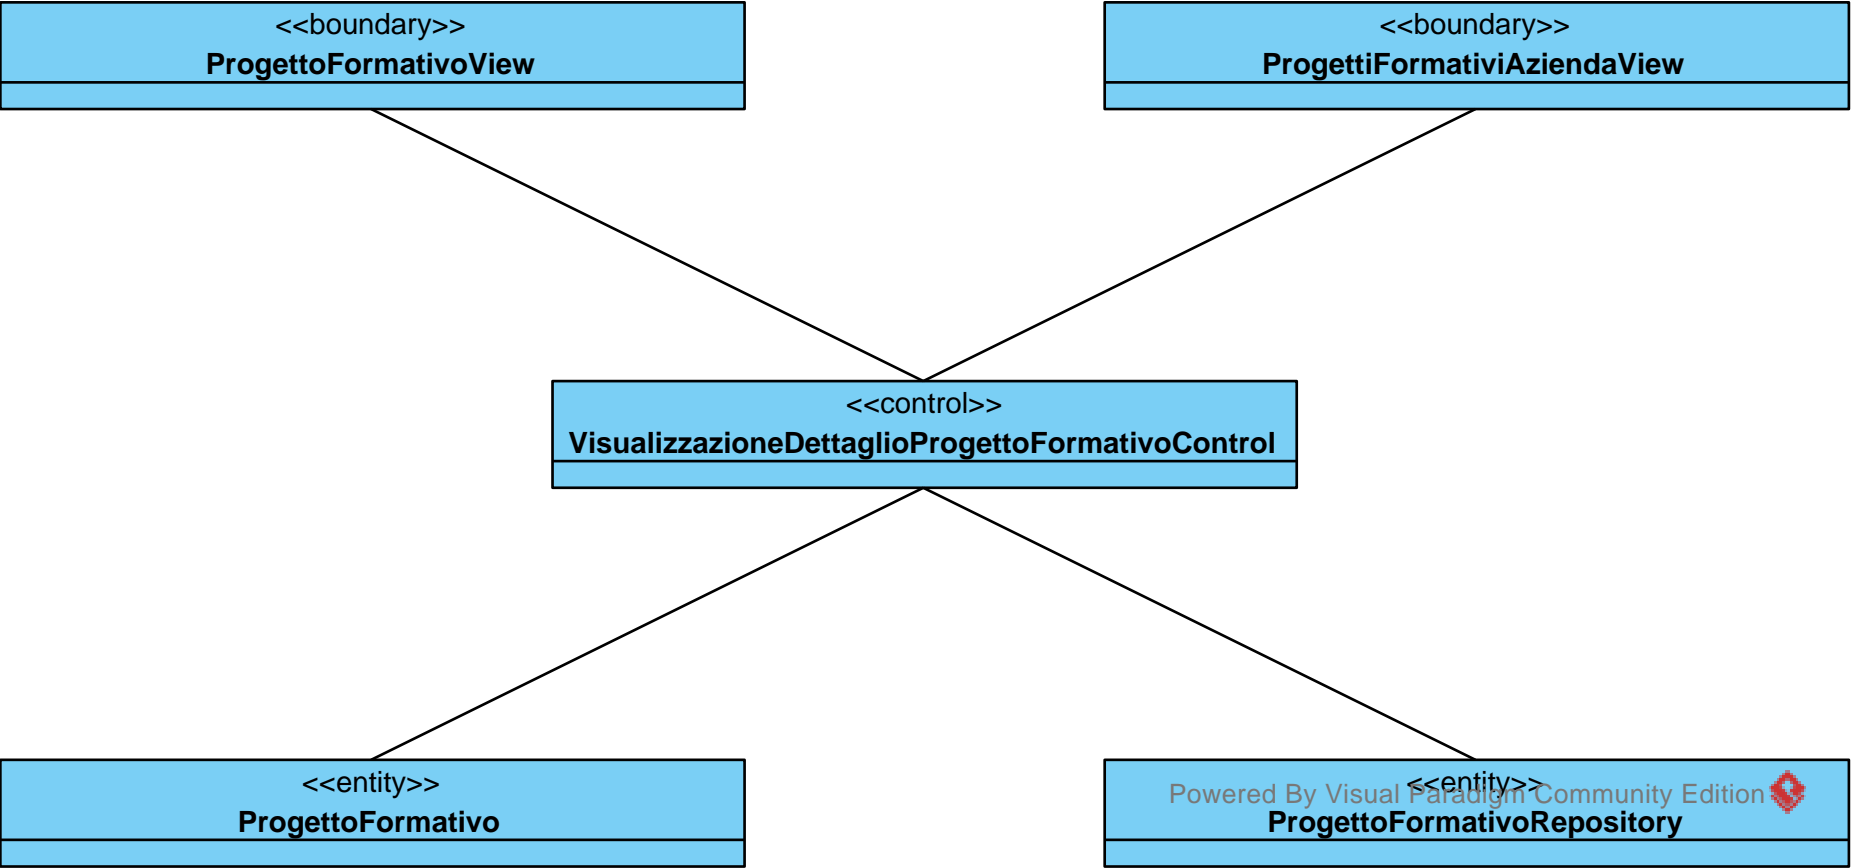 <<boundary>>
ProgettoFormativoView
<<boundary>>
ProgettiFormativiAziendaView
<<control>>
VisualizzazioneDettaglioProgettoFormativoControl
<<entity>>
ProgettoFormativo
<<entity>>
Powered By Visual Paradigm Community Edition
ProgettoFormativoRepository